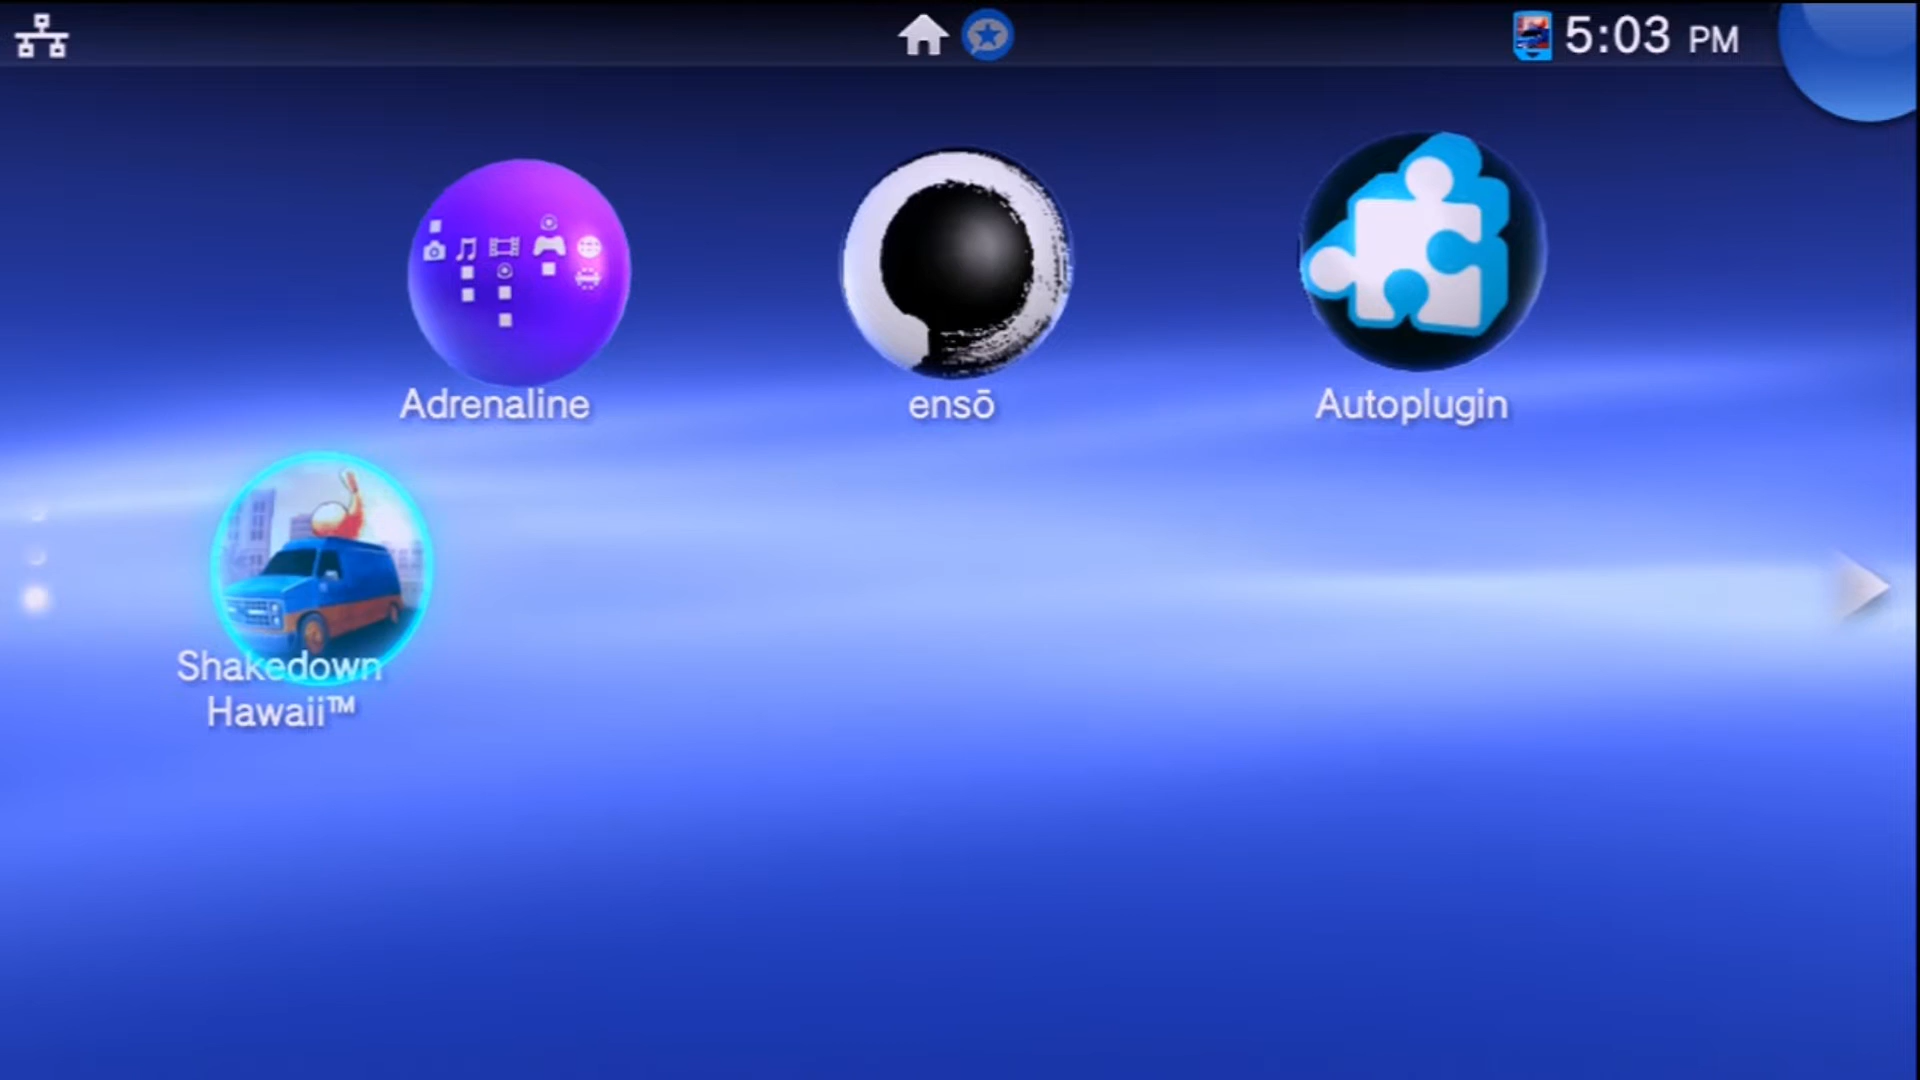 5:03 PM
Adrenaline
ensō
Autoplugin
Shakedown
Hawaii™